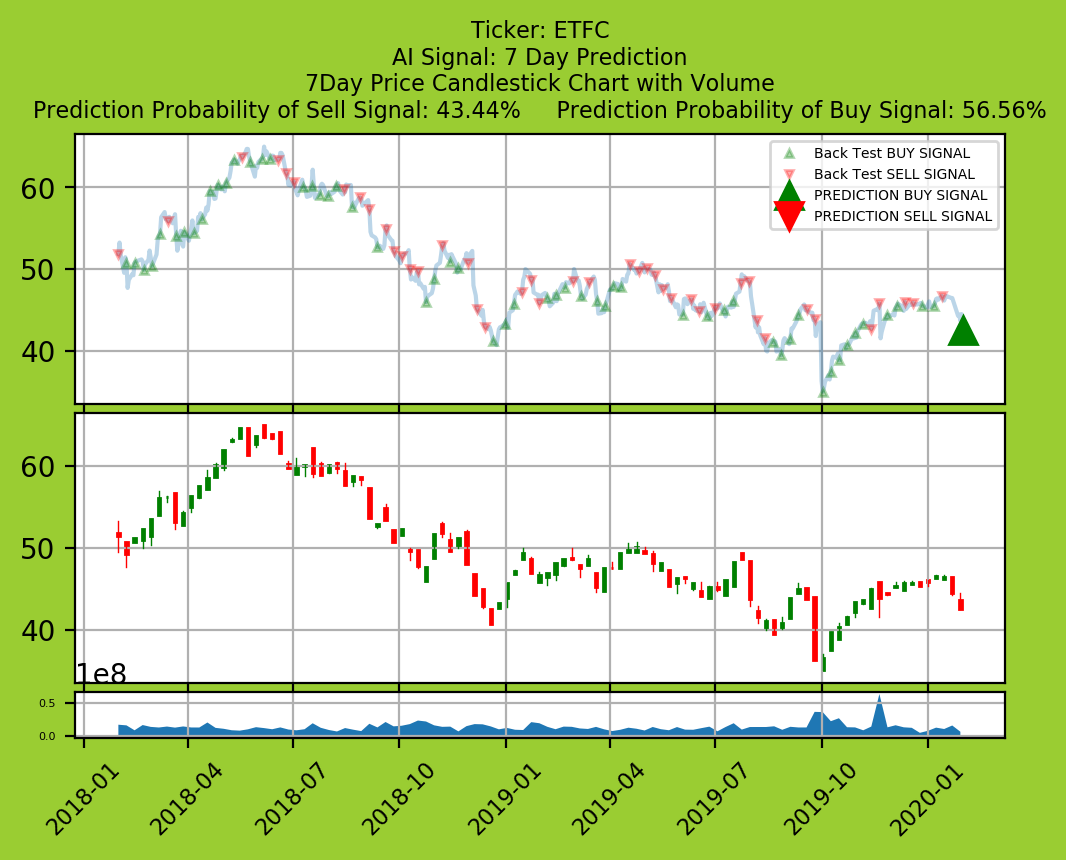 Ticker: ETFC
AI Signal: 7 Day Prediction
7Day Price Candlestick Chart with Volume
Prediction Probability of Sell Signal: 43.44%     Prediction Probability of Buy Signal: 56.56%
Back Test BUY SIGNAL
Back Test SELL SIGNAL
PREDICTION BUY SIGNAL
PREDICTION SELL SIGNAL
60
50
40
60
50
40
1e8
0.5
0.0
2018-01
2018-04
2018-07
2018-10
2019-01
2019-04
2019-07
2019-10
2020-01